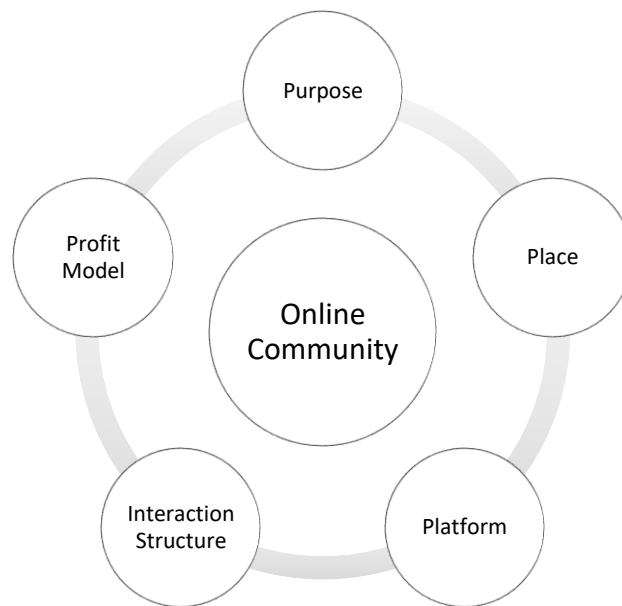 Purpose
Profit
Model
Place
Online
Community
Interaction
Structure
Platform